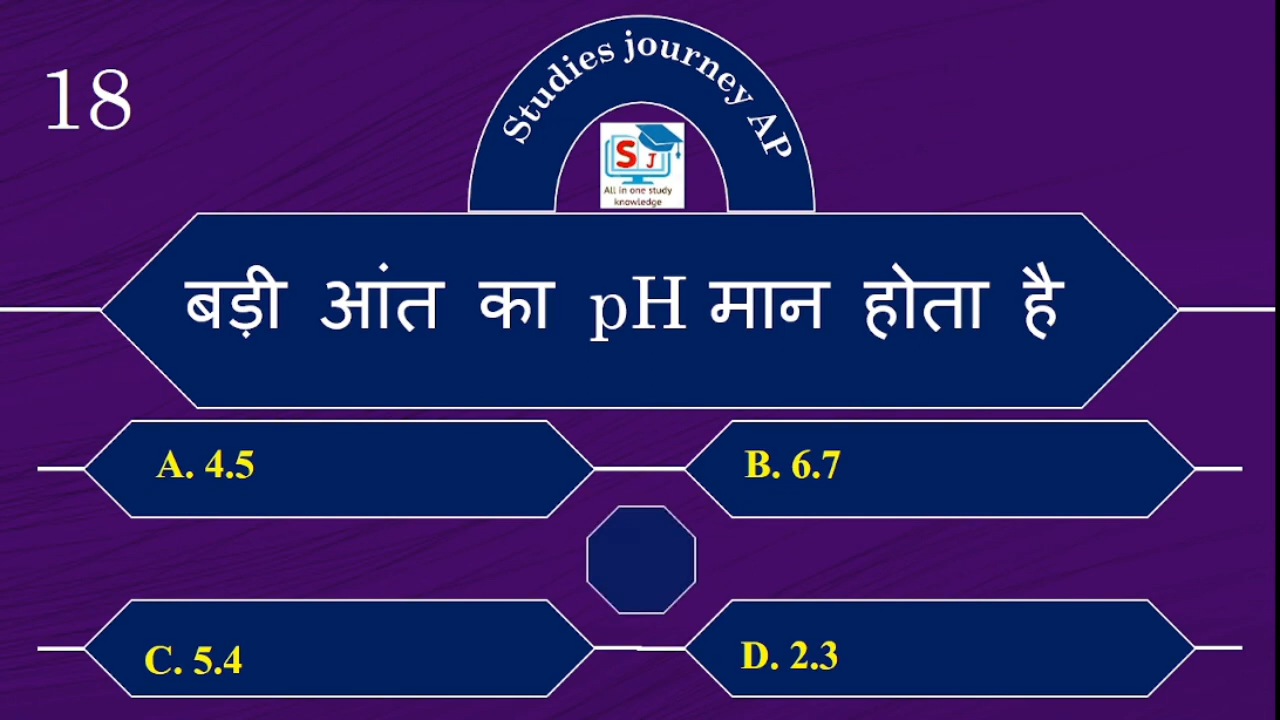 18
Studies journey AP
S J
All in one study
knowledge
बड़ी आंत का pH मान होता है
A. 4.5
B. 6.7
C. 5.4
D. 2.3